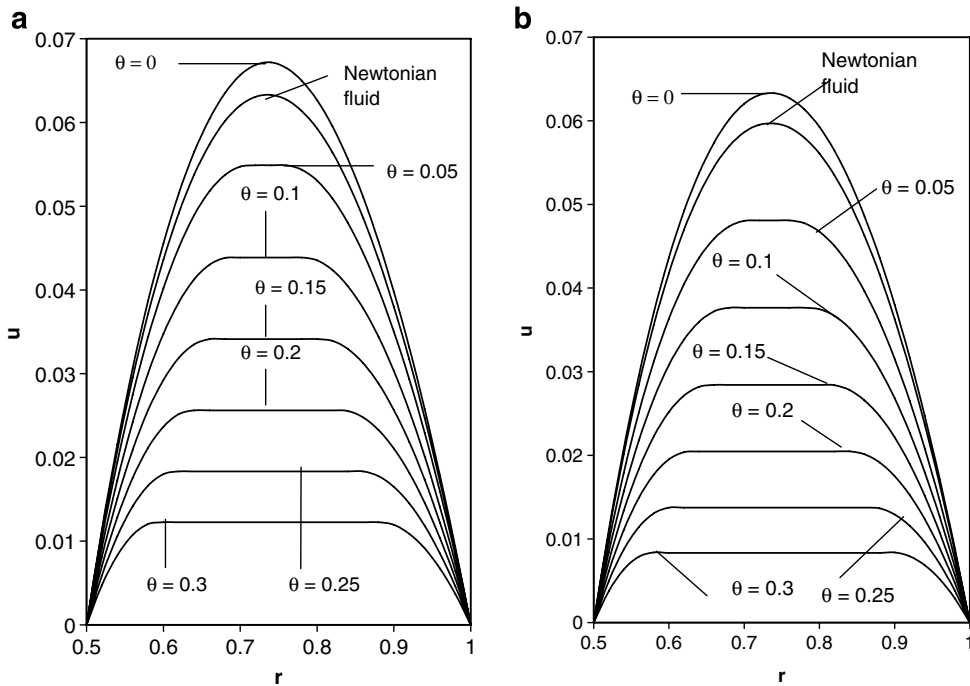 a
0.07
0.06
0.05
0.04
0.03
0.02
0.01
0
u
0.5
0.6
0.7
0.8
0.9
1
r
θ = 0
Newtonian
fluid
θ = 0.05
θ = 0.1
θ = 0.15
θ = 0.2
θ = 0.3
θ = 0.25
b
0.07
0.06
0.05
0.04
0.03
0.02
0.01
0
u
0.5
0.6
0.7
0.8
0.9
1
r
Newtonian
fluid
θ = 0
θ = 0.05
θ = 0.1
θ = 0.15
θ = 0.2
θ = 0.3
θ = 0.25